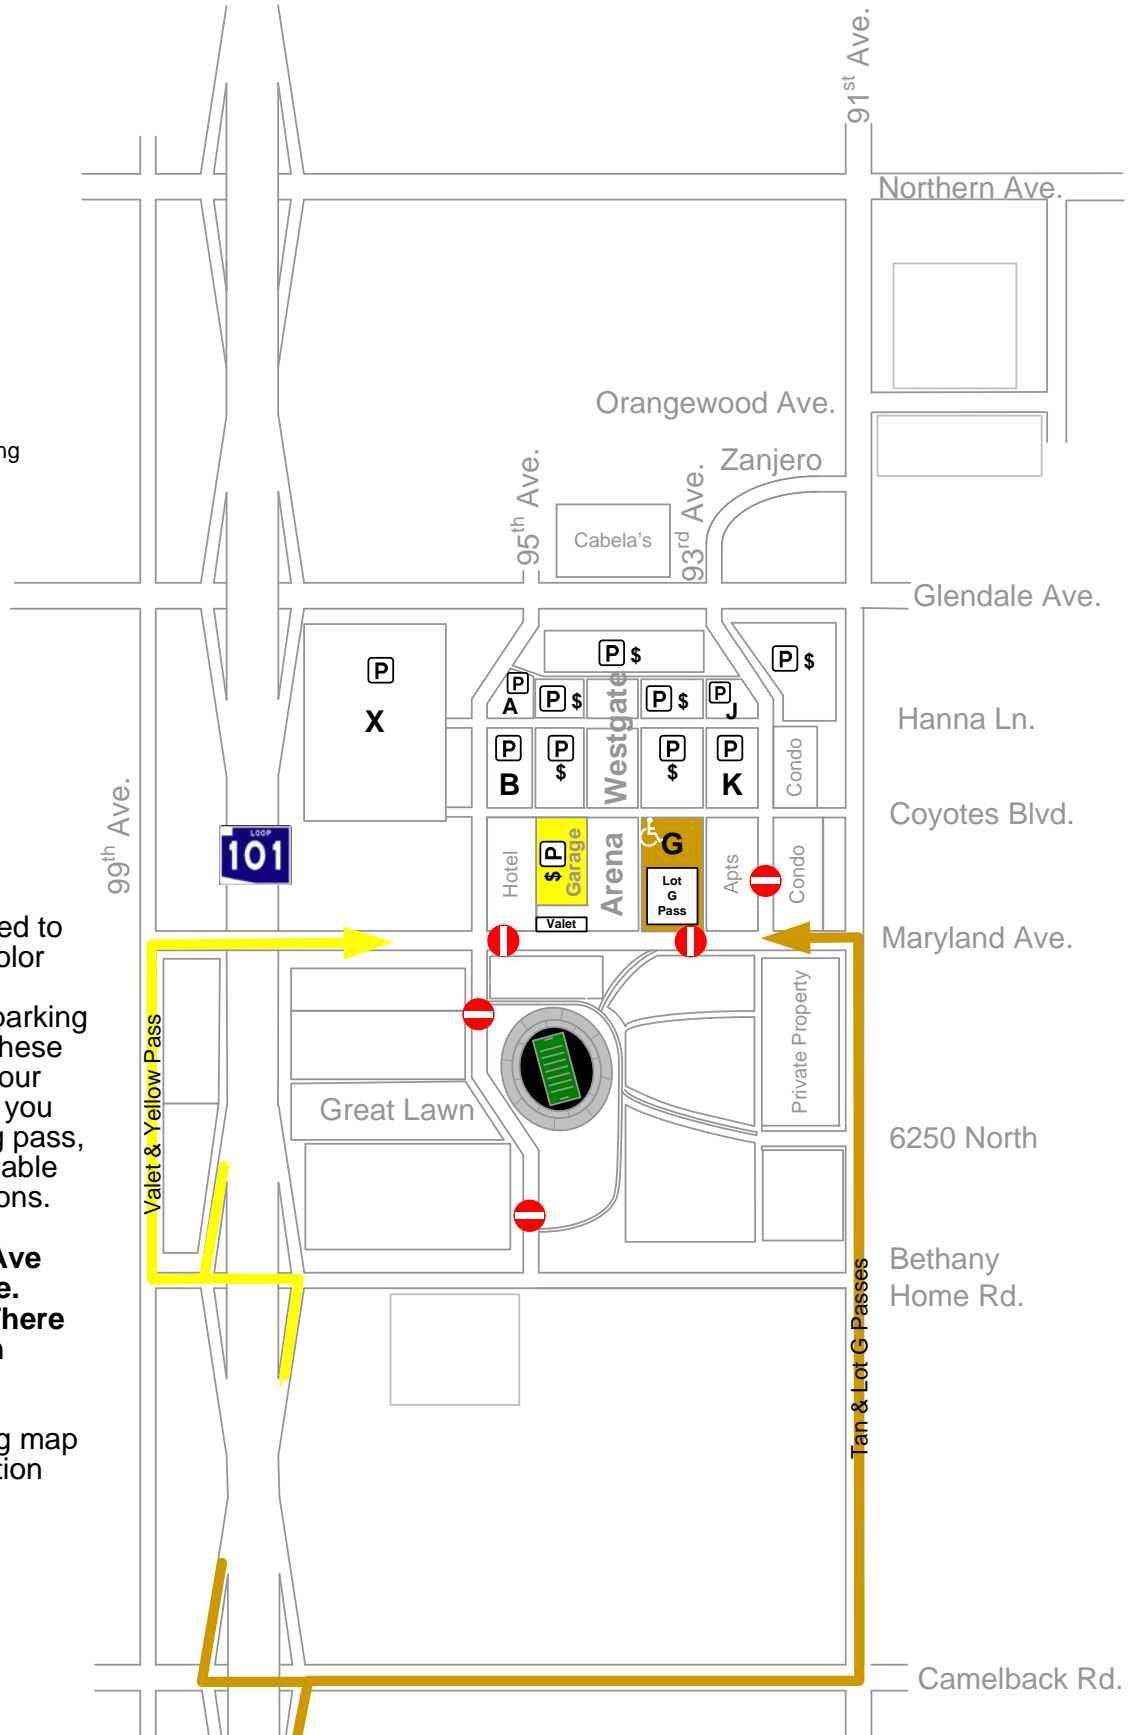 91st Ave.
Northern Ave.
Orangewood Ave.
ng
Zanjero
95th Ave.
93rd Ave.
Cabela's
Glendale Ave.
P $
P $
P
X
P
A
P $
Westgate
P $
P
J
Hanna Ln.
P
B
P
$
P
$
P
K
Condo
99th Ave.
Coyotes Blvd.
LOOP
101
Hotel
$ P
Garage
Arena
G
Lot
G
Pass
Apts
Condo
Valet
Maryland Ave.
ed to
olor
parking
hese
our
you
g pass,
able
ons.
Ave
e.
There
n
g map
tion
Valet & Yellow Pass
Great Lawn
Private Property
6250 North
Bethany
Home Rd.
Tan & Lot G Passes
Camelback Rd.